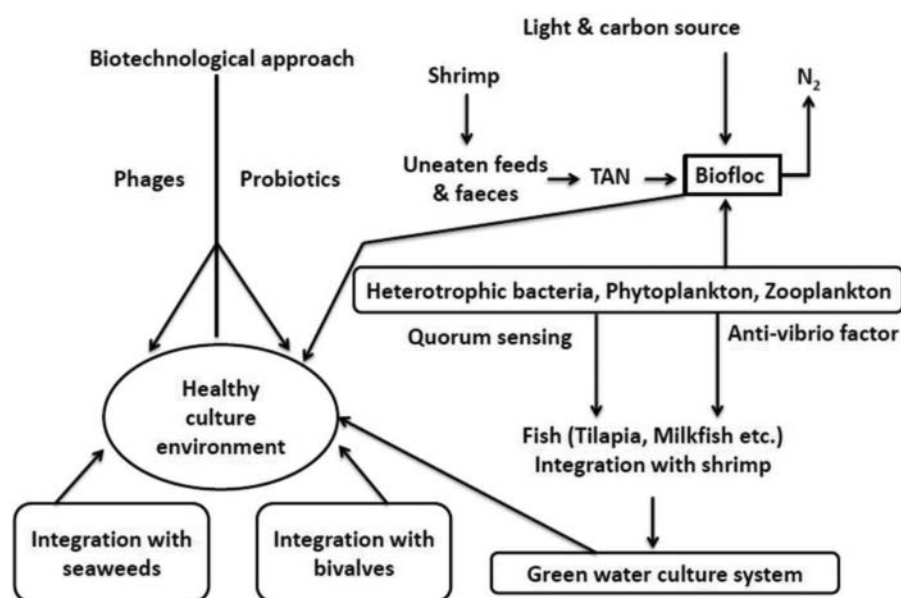 Light & carbon source
Biotechnological approach
Shrimp
N₂
Phages
Probiotics
Uneaten feeds
& faeces
TAN
Biofloc
Heterotrophic bacteria, Phytoplankton, Zooplankton
Quorum sensing
Anti-vibrio factor
Healthy
culture
environment
Fish (Tilapia, Milkfish etc.)
Integration with shrimp
Integration with
seaweeds
Integration with
bivalves
Green water culture system